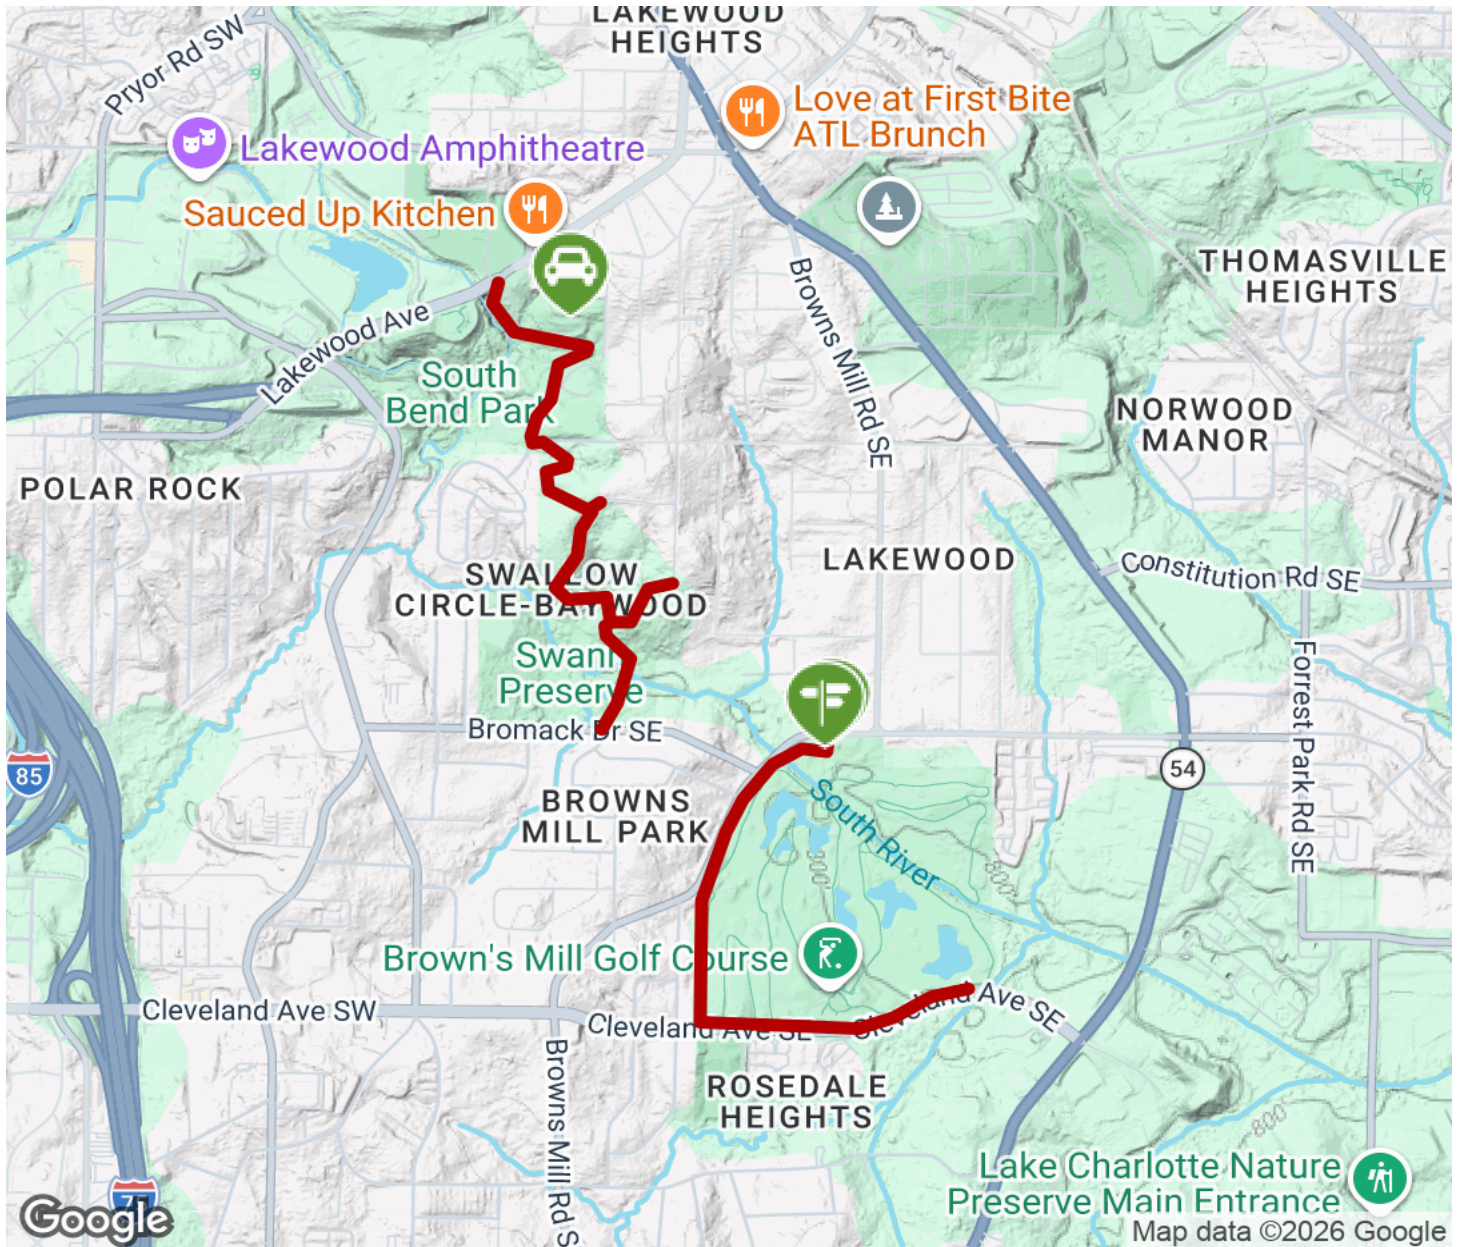 LAKEWOOD
HEIGHTS
Pryor Rd SW
Love at First Bite
ATL Brunch
Lakewood Amphitheatre
Sauced Up Kitchen
THOMASVILLE
HEIGHTS
Browns Mill Rd SE
Lakewood Ave
South
Bend Park
NORWOOD
MANOR
POLAR ROCK
LAKEWOOD
Constitution Rd SE
SWALLOW
CIRCLE-BAYWOOD
Swann
Preserve
Forrest Park Rd SE
Bromack Dr SE
85
54
BROWNS
MILL PARK
South River
Brown's Mill Golf Course
Cleveland Ave SW
Cleveland Ave SE
Cleveland Ave SE
Browns Mill Rd S
ROSEDALE
HEIGHTS
800
800
Lake Charlotte Nature
Preserve Main Entrance
Google
Map data ©2026 Google